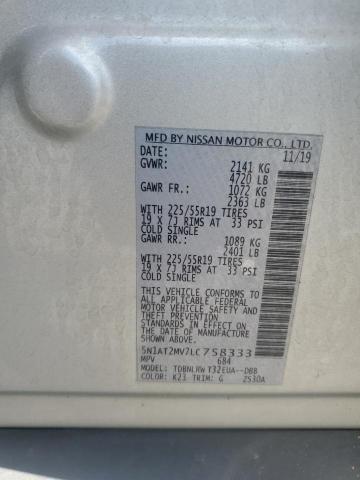 MFD BY NISSAN MOTOR CO., LTD.
DATE: 11/19
GVWR: 2141 KG
4720 LB
GAWR FR: 1072 KG
2363 LB
WITH 225/55R19 TIRES
19 X 7J RIMS AT 33 PSI
COLD SINGLE
GAWR RR: 1089 KG
2401 LB
WITH 225/55R19 TIRES
19 X 7J RIMS AT 33 PSI
COLD SINGLE
THIS VEHICLE CONFORMS TO ALL
APPLICABLE FEDERAL MOTOR
VEHICLE SAFETY AND THEFT
PREVENTION STANDARDS IN
EFFECT ON THE DATE OF
MANUFACTURE SHOWN ABOVE.
5N1AT2MV7LC758333
MPV 684
MODEL: TDBNLRW T32EUA--DBB
COLOR: K23 TRIM: G 2530A